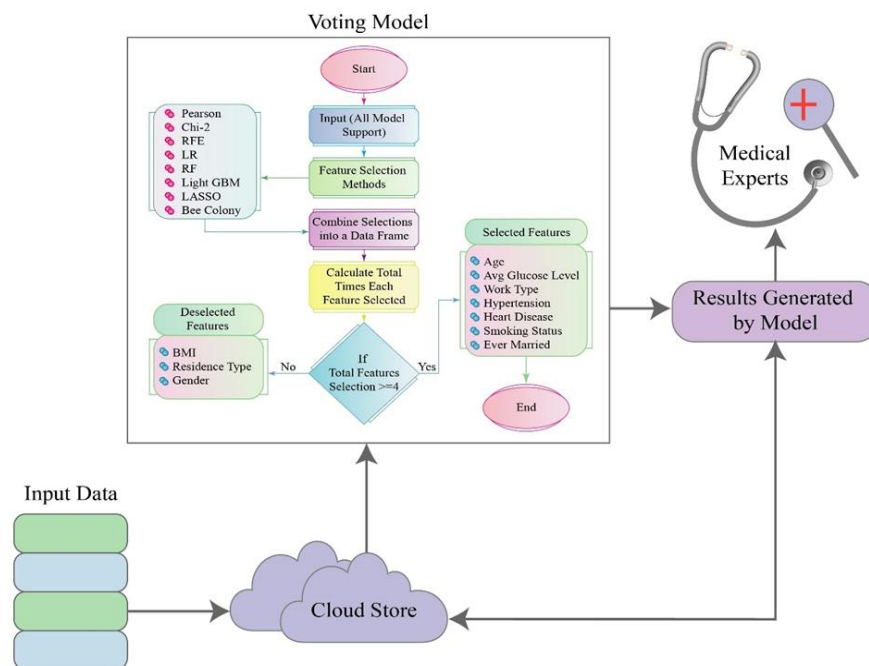 Voting Model
Start
Input (All Model
Support)
Feature Selection
Methods
Pearson
Chi-2
RFE
LR
RF
Light GBM
LASSO
Bee Colony
Combine Selections
into a Data Frame
Calculate Total
Times Each
Feature Selected
If
Total Features
Selection >=4
No
Yes
Deselected
Features
BMI
Residence Type
Gender
Selected Features
Age
Avg Glucose Level
Work Type
Hypertension
Heart Disease
Smoking Status
Ever Married
End
Medical
Experts
Results Generated
by Model
Input Data
Cloud Store